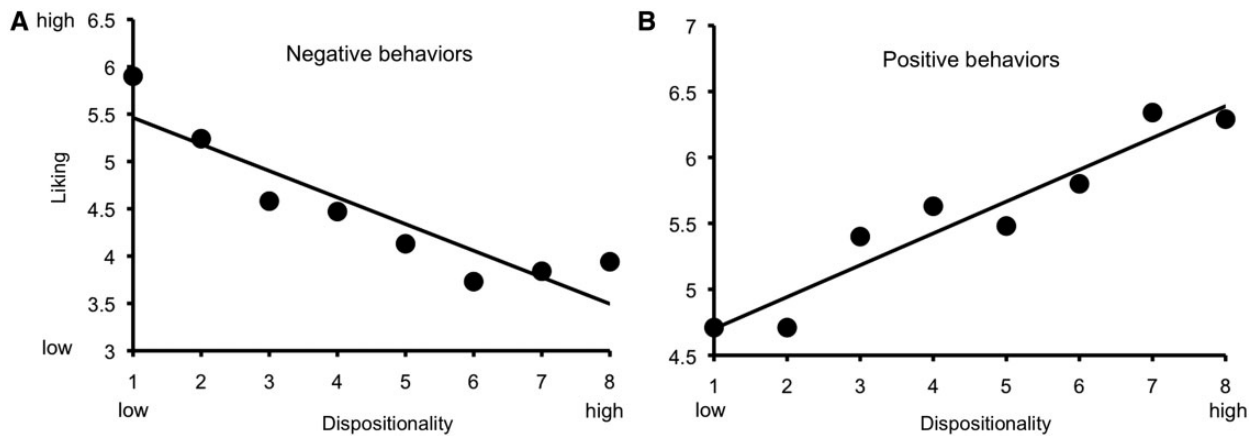 A
high
6.5
6
5.5
5
4.5
4
3.5
3
low
Liking
Negative behaviors
1 2 3 4 5 6 7 8
low high
Dispositionality
B
7
6.5
6
5.5
5
4.5
Positive behaviors
1 2 3 4 5 6 7 8
low high
Dispositionality